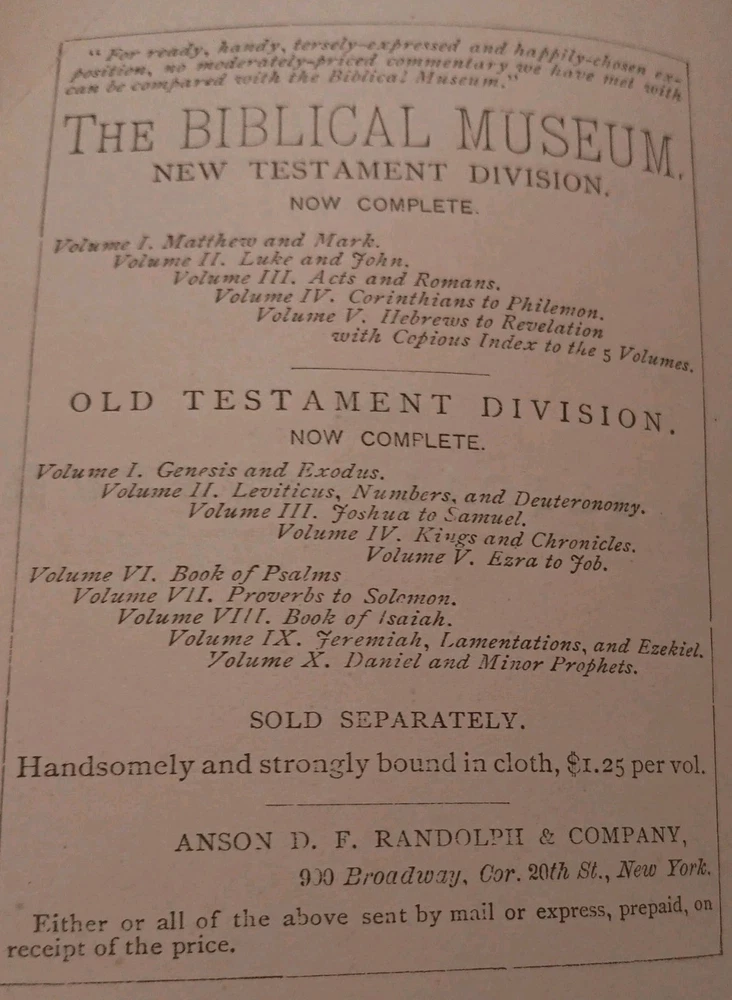 "For ready, handy, tersely-expressed and happily-chosen ex-
position, no moderately-priced commentary we have met with
can be compared with the Biblical Museum."
THE BIBLICAL MUSEUM.
NEW TESTAMENT DIVISION.
NOW COMPLETE.
Volume I. Matthew and Mark.
Volume II. Luke and John.
Volume III. Acts and Romans.
Volume IV. Corinthians to Philemon.
Volume V. Hebrews to Revelation
with Copious Index to the 5 Volumes.
OLD TESTAMENT DIVISION.
NOW COMPLETE.
Volume I. Genesis and Exodus.
Volume II. Leviticus, Numbers, and Deuteronomy.
Volume III. Joshua to Samuel.
Volume IV. Kings and Chronicles.
Volume V. Ezra to Job.
Volume VI. Book of Psalms
Volume VII. Proverbs to Solomon.
Volume VIII. Book of Isaiah.
Volume IX. Jeremiah, Lamentations, and Ezekiel.
Volume X. Daniel and Minor Prophets.
SOLD SEPARATELY.
Handsomely and strongly bound in cloth, $1.25 per vol.
ANSON D. F. RANDOLPH & COMPANY,
900 Broadway, Cor. 20th St., New York.
Either or all of the above sent by mail or express, prepaid, on
receipt of the price.